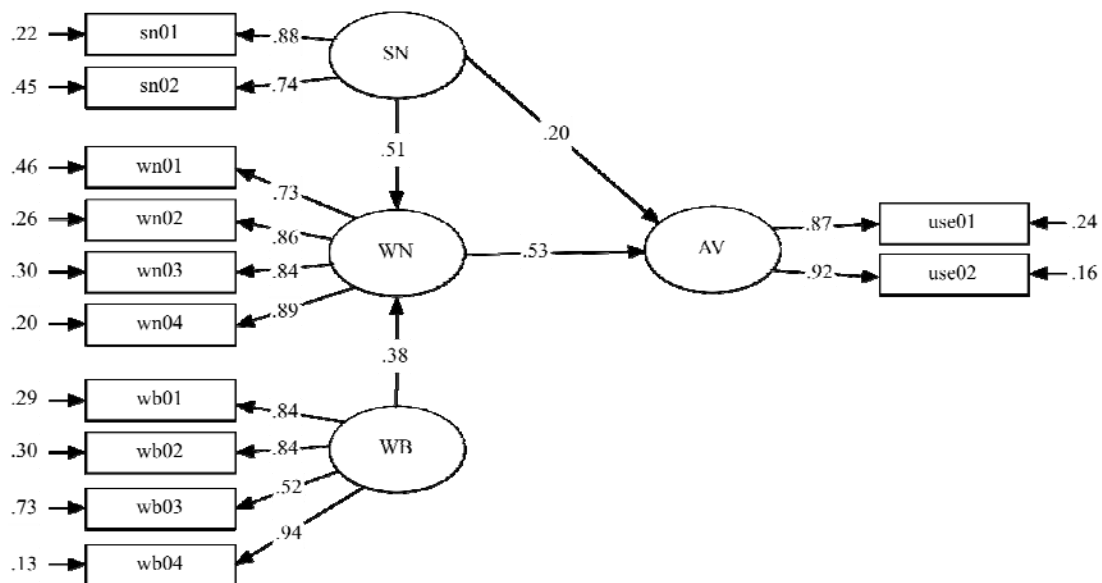 .22 sn01 .88 SN
.45 sn02 .74
.20
.51
.46 wn01 .73
.26 wn02 .86
WN .53 AV
.87 use01 .24
.92 use02 .16
.30 wn03 .84
.20 wn04 .89
.38
.29 wb01 .84
.30 wb02 .84 WB
.73 wb03 .52
.13 wb04 .94